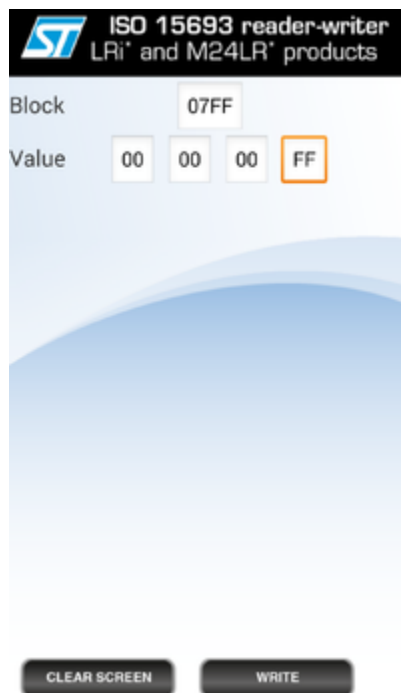 ST ISO 15693 reader-writer
LRi* and M24LR* products
Block 07FF
Value 00 00 00 FF
CLEAR SCREEN WRITE